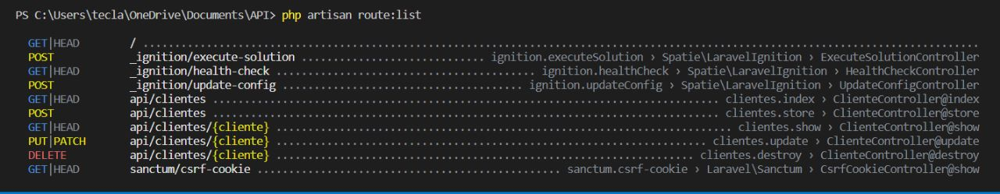 PS C:\Users\tecla\OneDrive\Documents\API> php artisan route:list
GET|HEAD / ....................................................................................................................................
POST _ignition/execute-solution ............................. ignition.executeSolution › Spatie\LaravelIgnition › ExecuteSolutionController
GET|HEAD _ignition/health-check ..................................... ignition.healthCheck › Spatie\LaravelIgnition › HealthCheckController
POST _ignition/update-config ...................................... ignition.updateConfig › Spatie\LaravelIgnition › UpdateConfigController
GET|HEAD api/clientes ................................................................................ clientes.index › ClienteController@index
POST api/clientes ................................................................................ clientes.store › ClienteController@store
GET|HEAD api/clientes/{cliente} ........................................................................ clientes.show › ClienteController@show
PUT|PATCH api/clientes/{cliente} .................................................................... clientes.update › ClienteController@update
DELETE api/clientes/{cliente} .................................................................. clientes.destroy › ClienteController@destroy
GET|HEAD sanctum/csrf-cookie ................................................ sanctum.csrf-cookie › Laravel\Sanctum › CsrfCookieController@show